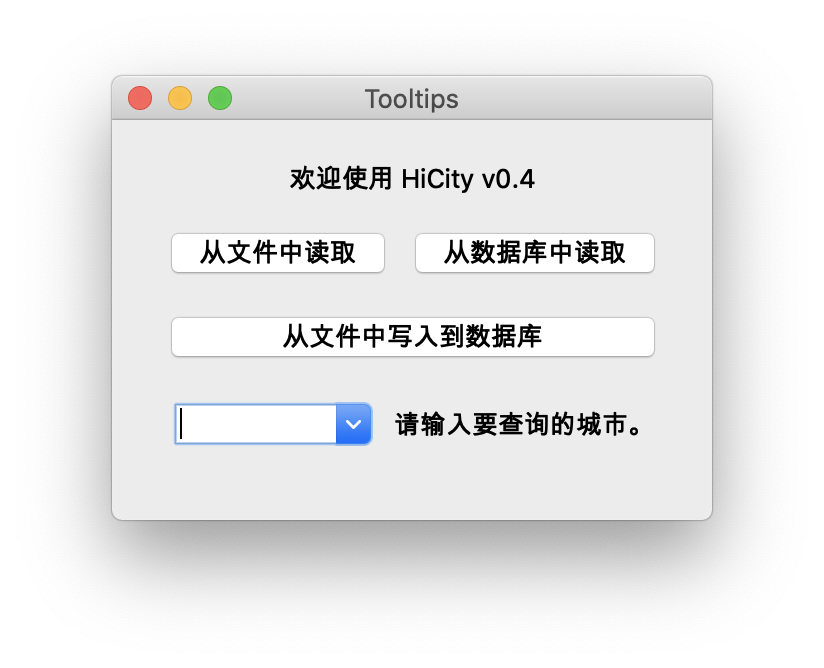 Tooltips
欢迎使用 HiCity v0.4
从文件中读取
从数据库中读取
从文件中写入到数据库
请输入要查询的城市。